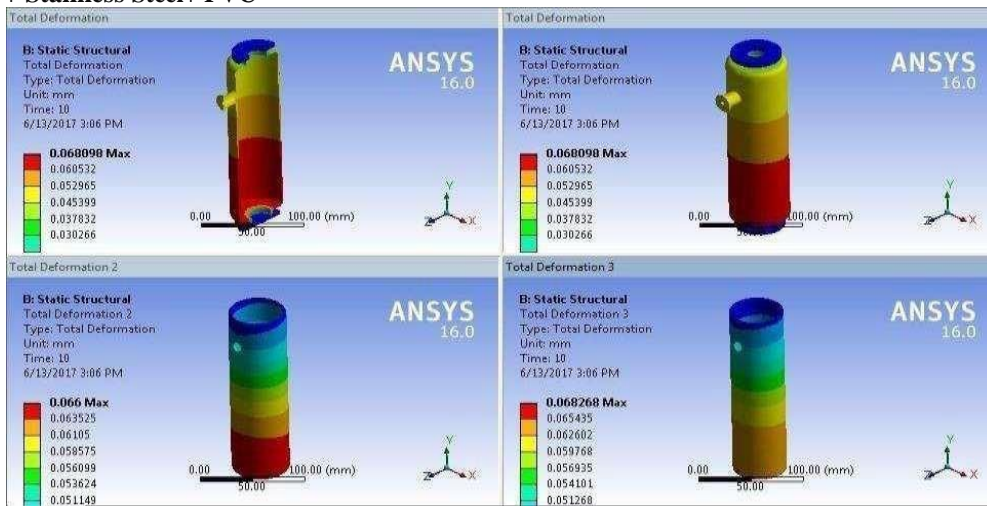 Total Deformation
B: Static Structural
Total Deformation
Type: Total Deformation
Unit: mm
Time: 10
6/13/2017 3:06 PM
ANSYS
16.0
0.068098 Max
0.060532
0.052965
0.045399
0.037832
0.030266
0.00
100.00 (mm)
50.00
Y
Z
X
Total Deformation
B: Static Structural
Total Deformation
Type: Total Deformation
Unit: mm
Time: 10
6/13/2017 3:06 PM
ANSYS
16.0
0.068098 Max
0.060532
0.052965
0.045399
0.037832
0.030266
0.00
100.00 (mm)
50.00
Y
Z
X
Total Deformation 2
B: Static Structural
Total Deformation 2
Type: Total Deformation
Unit: mm
Time: 10
6/13/2017 3:06 PM
ANSYS
16.0
0.066 Max
0.063525
0.06105
0.058575
0.056099
0.053624
0.051149
0.00
100.00 (mm)
50.00
Y
Z
X
Total Deformation 3
B: Static Structural
Total Deformation 3
Type: Total Deformation
Unit: mm
Time: 10
6/13/2017 3:06 PM
ANSYS
16.0
0.068268 Max
0.065435
0.062602
0.059768
0.056935
0.054101
0.051268
0.00
100.00 (mm)
50.00
Y
Z
X